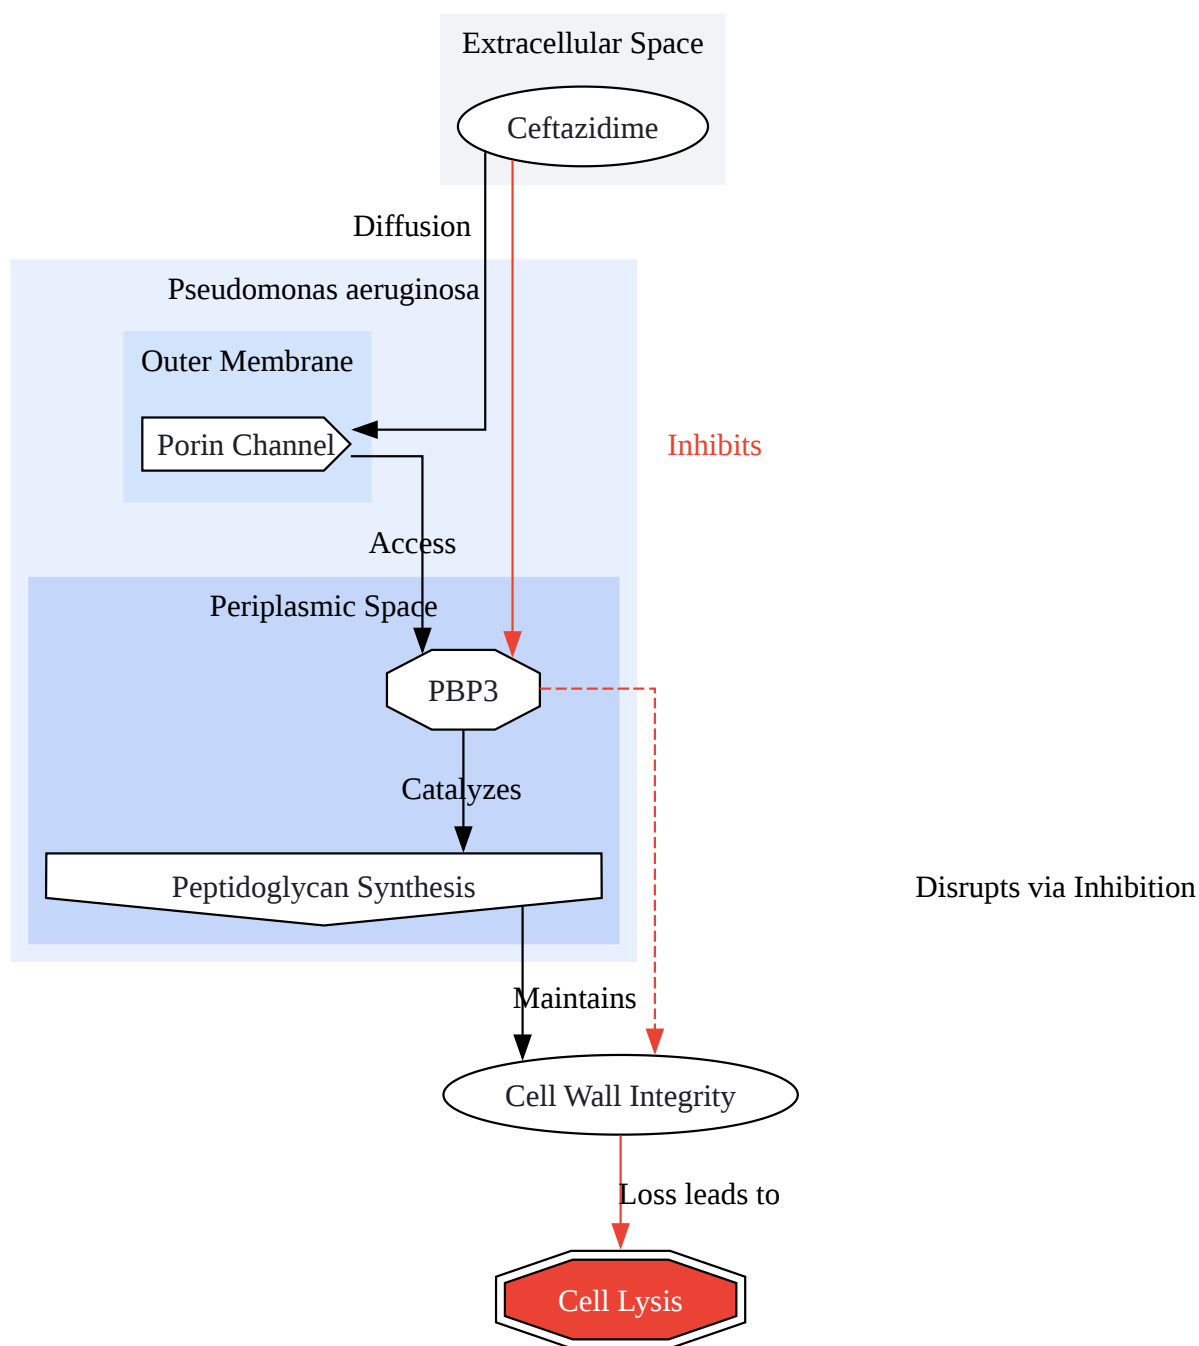 Extracellular Space
Ceftazidime
Diffusion
Pseudomonas aeruginosa
Outer Membrane
Porin Channel
Inhibits
Access
Periplasmic Space
PBP3
Catalyzes
Peptidoglycan Synthesis
Disrupts via Inhibition
Maintains
Cell Wall Integrity
Loss leads to
Cell Lysis